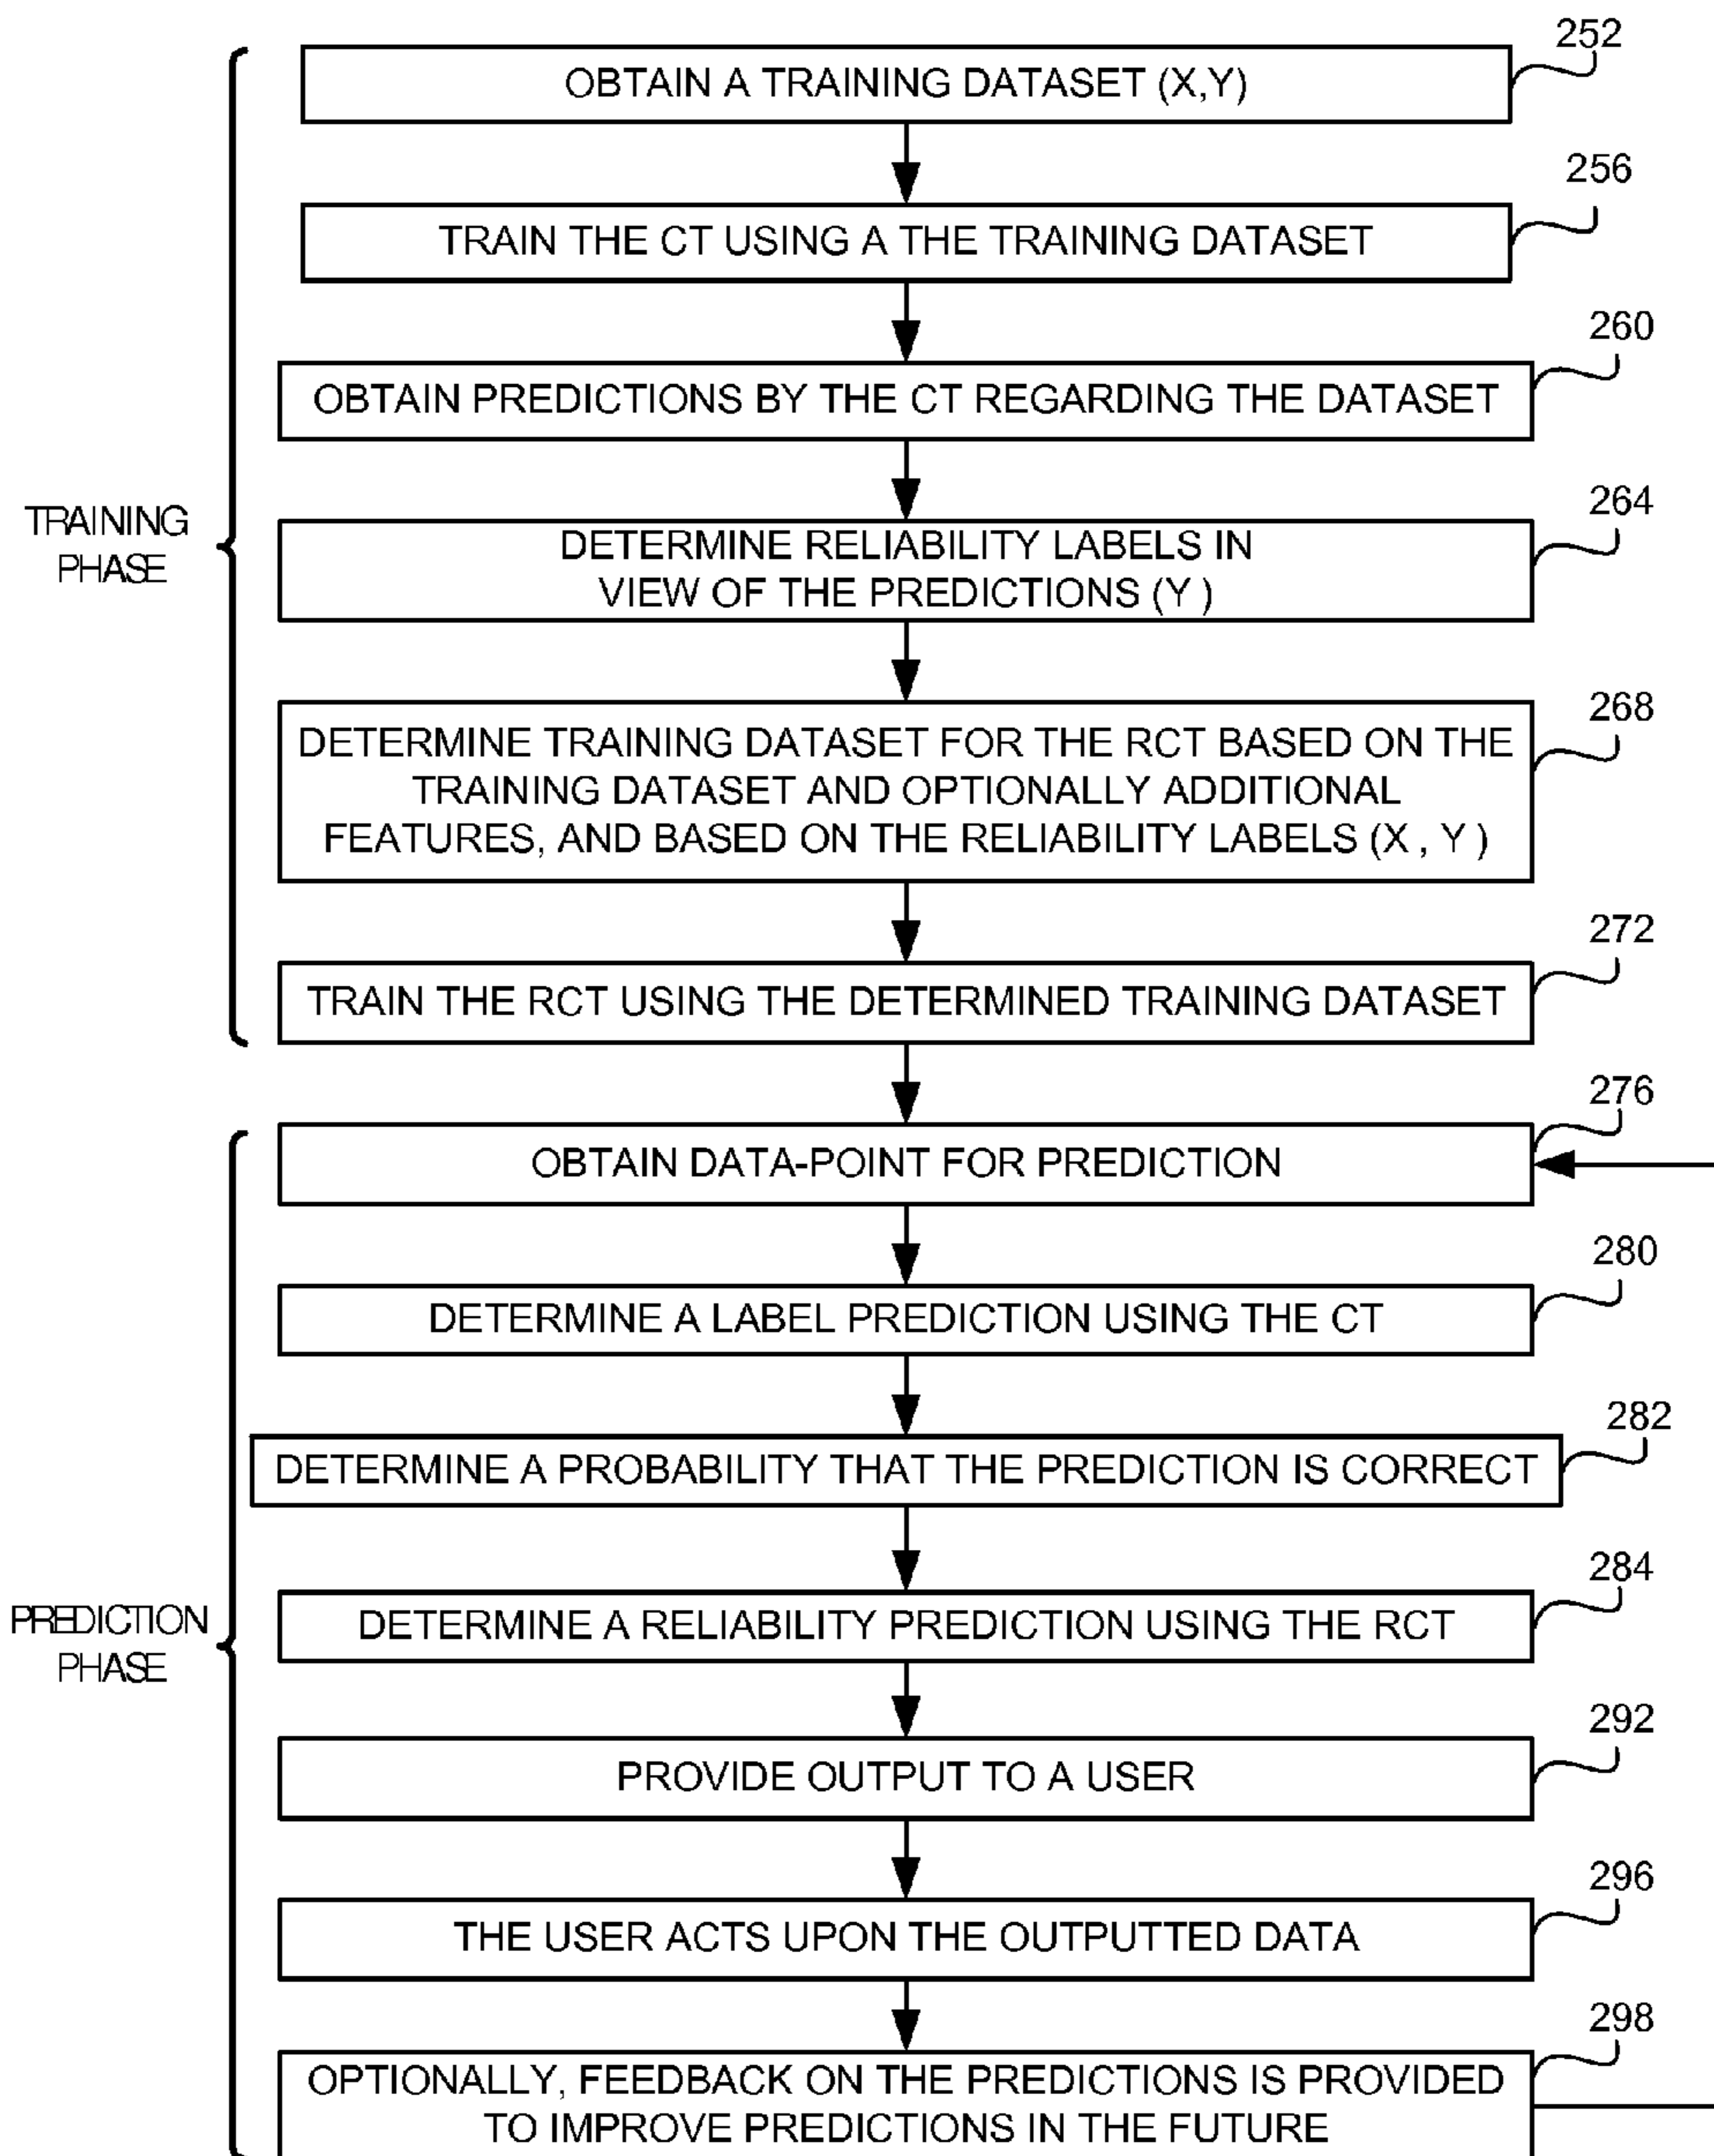 252
OBTAIN A TRAINING DATASET (X,Y)
256
TRAIN THE CT USING A THE TRAINING DATASET
260
OBTAIN PREDICTIONS BY THE CT REGARDING THE DATASET
264
DETERMINE RELIABILITY LABELS IN
VIEW OF THE PREDICTIONS (Y )
TRAINING
PHASE
268
DETERMINE TRAINING DATASET FOR THE RCT BASED ON THE
TRAINING DATASET AND OPTIONALLY ADDITIONAL
FEATURES, AND BASED ON THE RELIABILITY LABELS (X , Y )
272
TRAIN THE RCT USING THE DETERMINED TRAINING DATASET
276
OBTAIN DATA-POINT FOR PREDICTION
280
DETERMINE A LABEL PREDICTION USING THE CT
282
DETERMINE A PROBABILITY THAT THE PREDICTION IS CORRECT
284
DETERMINE A RELIABILITY PREDICTION USING THE RCT
PREDICTION
PHASE
292
PROVIDE OUTPUT TO A USER
296
THE USER ACTS UPON THE OUTPUTTED DATA
298
OPTIONALLY, FEEDBACK ON THE PREDICTIONS IS PROVIDED
TO IMPROVE PREDICTIONS IN THE FUTURE